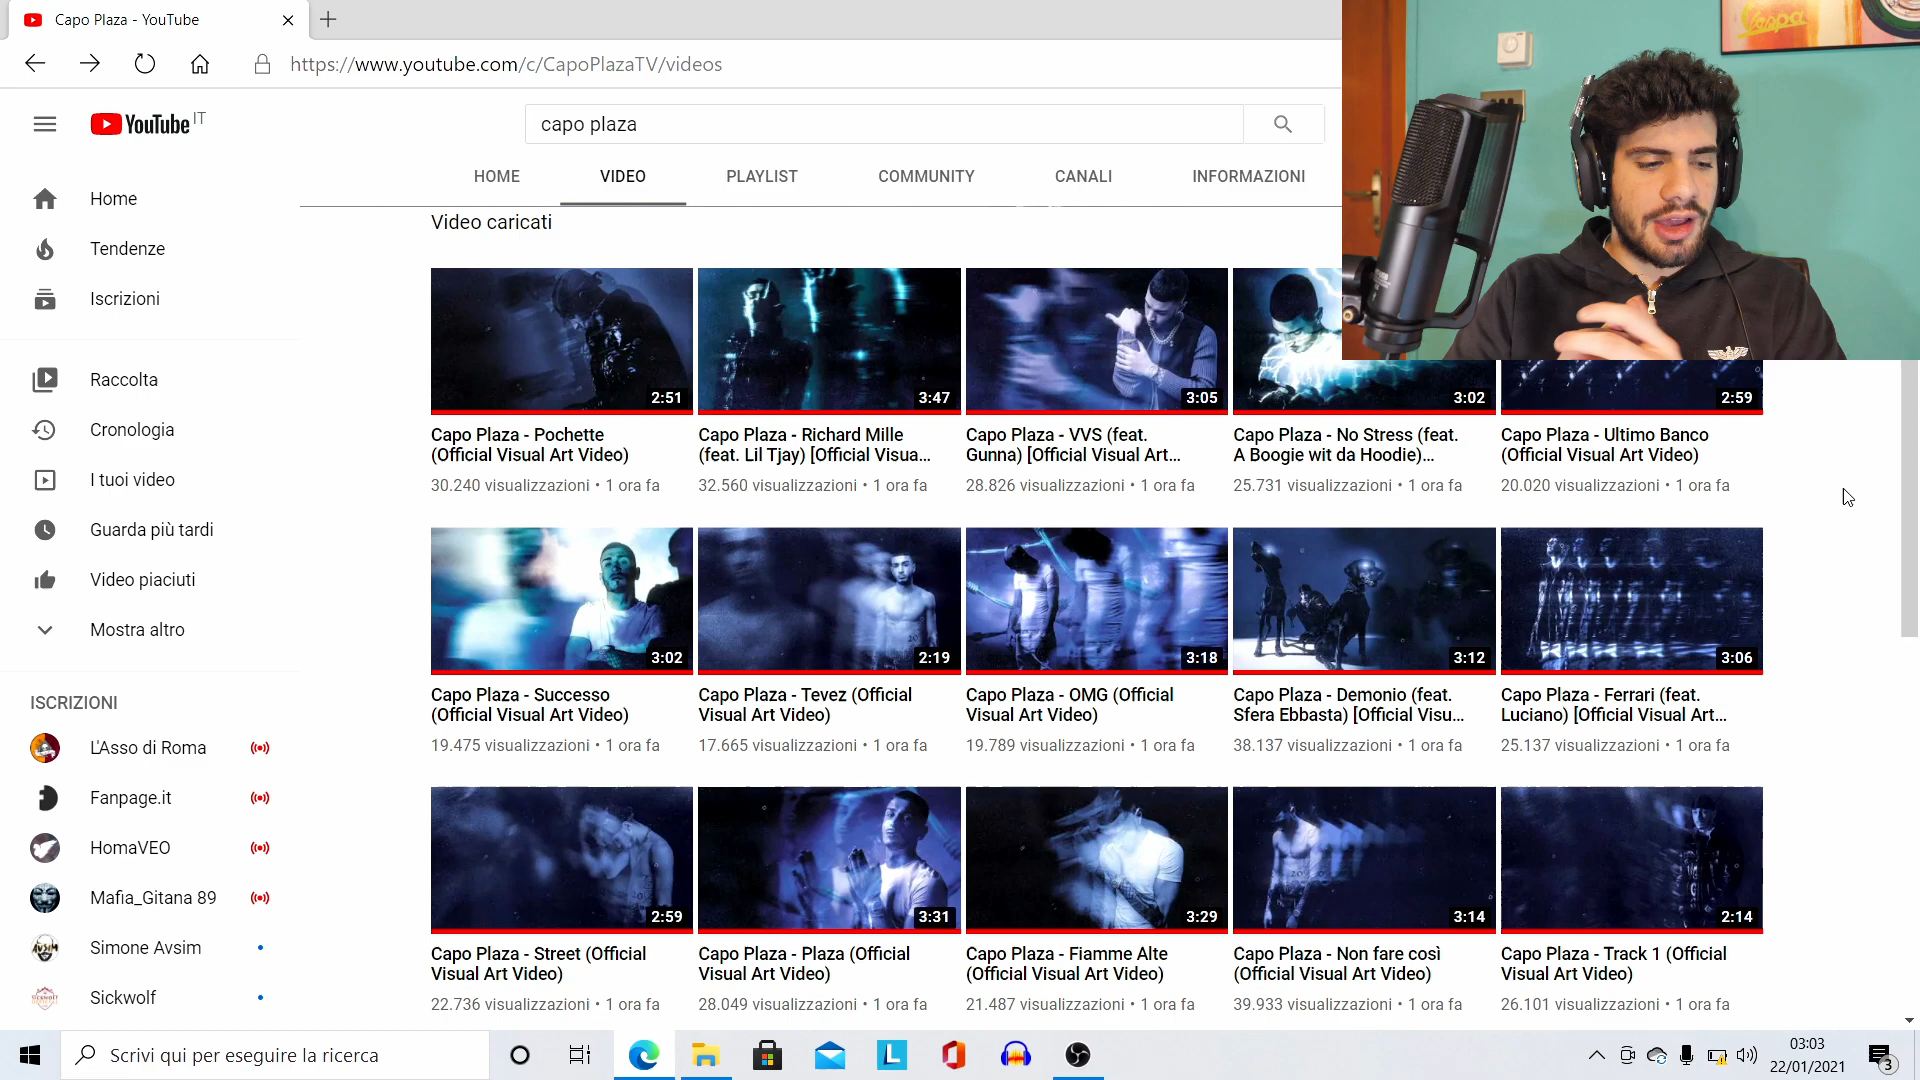 Capo Plaza - YouTube
https://www.youtube.com/c/CapoPlazaTV/videos
YouTube IT
capo plaza
HOME VIDEO PLAYLIST COMMUNITY CANALI INFORMAZIONI
Video caricati
Home
Tendenze
Iscrizioni
Raccolta
Cronologia
I tuoi video
Guarda più tardi
Video piaciuti
Mostra altro
ISCRIZIONI
L'Asso di Roma
Fanpage.it
HomaVEO
Mafia_Gitana 89
Simone Avsim
Sickwolf
2:51
Capo Plaza - Pochette
(Official Visual Art Video)
30.240 visualizzazioni • 1 ora fa
3:47
Capo Plaza - Richard Mille
(feat. Lil Tjay) [Official Visua...
32.560 visualizzazioni • 1 ora fa
3:05
Capo Plaza - VVS (feat.
Gunna) [Official Visual Art...
28.826 visualizzazioni • 1 ora fa
3:02
Capo Plaza - No Stress (feat.
A Boogie wit da Hoodie)...
25.731 visualizzazioni • 1 ora fa
2:59
Capo Plaza - Ultimo Banco
(Official Visual Art Video)
20.020 visualizzazioni • 1 ora fa
3:02
Capo Plaza - Successo
(Official Visual Art Video)
19.475 visualizzazioni • 1 ora fa
2:19
Capo Plaza - Tevez (Official
Visual Art Video)
17.665 visualizzazioni • 1 ora fa
3:18
Capo Plaza - OMG (Official
Visual Art Video)
19.789 visualizzazioni • 1 ora fa
3:12
Capo Plaza - Demonio (feat.
Sfera Ebbasta) [Official Visu...
38.137 visualizzazioni • 1 ora fa
3:06
Capo Plaza - Ferrari (feat.
Luciano) [Official Visual Art...
25.137 visualizzazioni • 1 ora fa
2:59
Capo Plaza - Street (Official
Visual Art Video)
22.736 visualizzazioni • 1 ora fa
3:31
Capo Plaza - Plaza (Official
Visual Art Video)
28.049 visualizzazioni • 1 ora fa
3:29
Capo Plaza - Fiamme Alte
(Official Visual Art Video)
21.487 visualizzazioni • 1 ora fa
3:14
Capo Plaza - Non fare così
(Official Visual Art Video)
39.933 visualizzazioni • 1 ora fa
2:14
Capo Plaza - Track 1 (Official
Visual Art Video)
26.101 visualizzazioni • 1 ora fa
Vespa
Scrivi qui per eseguire la ricerca
03:03
22/01/2021
3